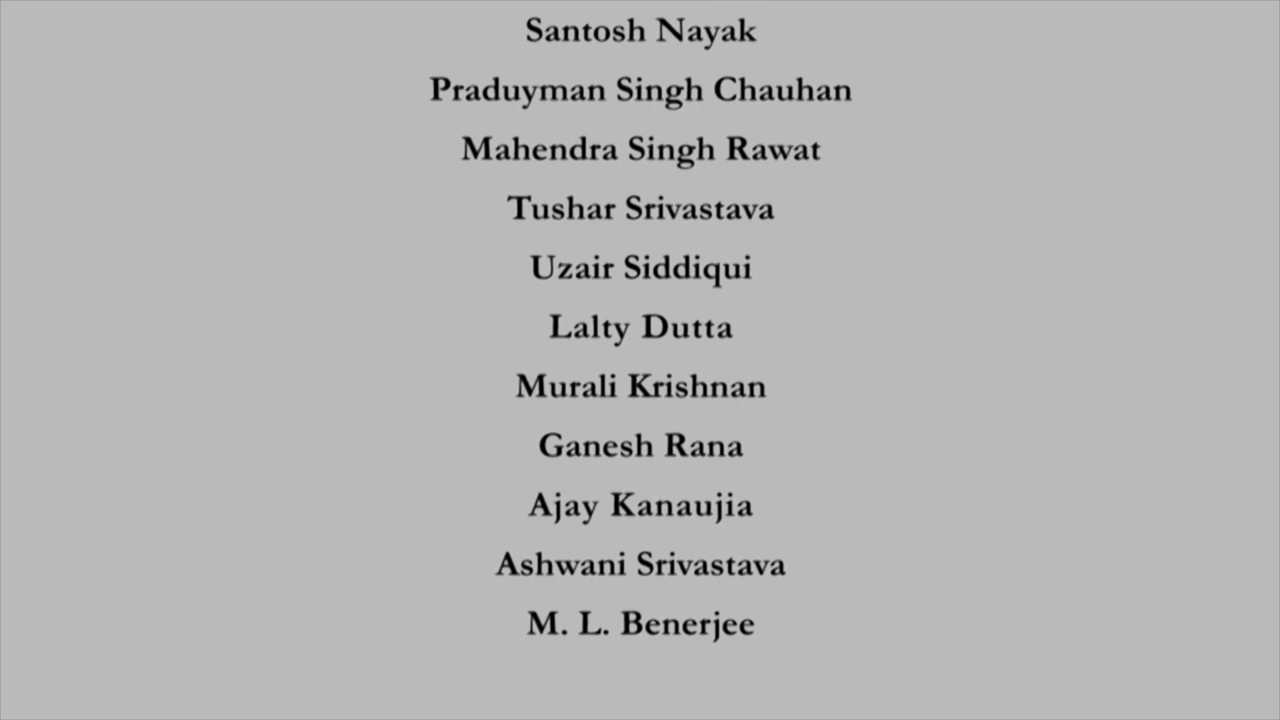 Santosh Nayak
Praduyman Singh Chauhan
Mahendra Singh Rawat
Tushar Srivastava
Uzair Siddiqui
Lalty Dutta
Murali Krishnan
Ganesh Rana
Ajay Kanaujia
Ashwani Srivastava
M. L. Benerjee